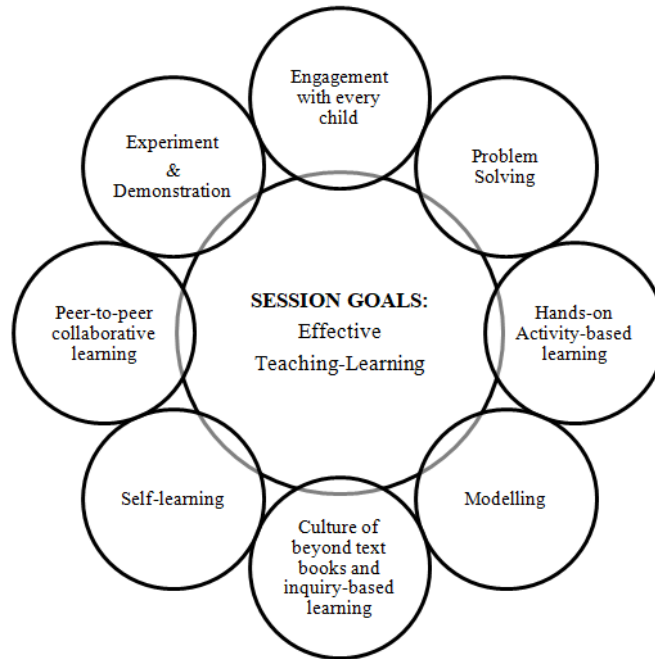 Engagement
with every
child
Experiment
&
Demonstration
Problem
Solving
Peer-to-peer
collaborative
learning
SESSION GOALS:
Effective
Teaching-Learning
Hands-on
Activity-based
learning
Self-learning
Culture of
beyond text
books and
inquiry-based
learning
Modelling